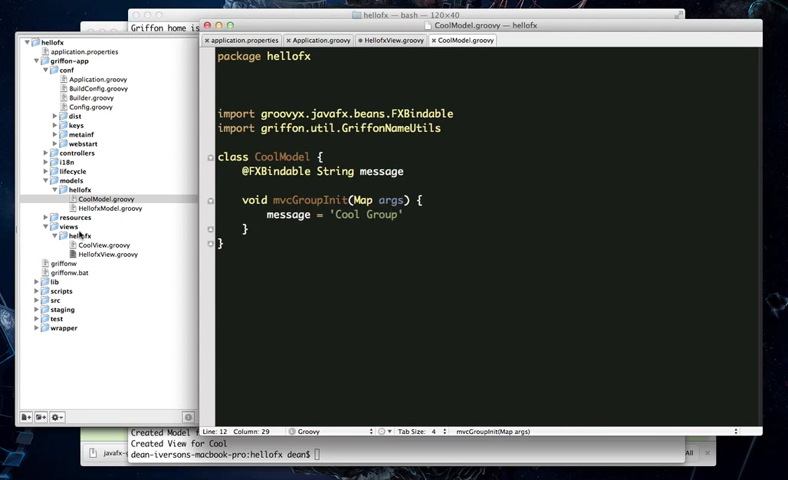 hellofx — bash — 120×40
Griffon home is
CoolModel.groovy — hellofx
application.properties
Application.groovy
HellofxView.groovy
CoolModel.groovy
hellofx
application.properties
griffon-app
conf
Application.groovy
BuildConfig.groovy
Builder.groovy
Config.groovy
dist
keys
metainf
webstart
controllers
i18n
lifecycle
models
hellofx
CoolModel.groovy
HellofxModel.groovy
resources
views
hellofx
CoolView.groovy
HellofxView.groovy
griffonw
griffonw.bat
lib
scripts
src
staging
test
wrapper
package hellofx
import groovyx.javafx.beans.FXBindable
import griffon.util.GriffonNameUtils
class CoolModel {
@FXBindable String message
void mvcGroupInit(Map args) {
message = 'Cool Group'
}
}
Line: 12 Column: 29 Groovy Tab Size: 4 mvcGroupInit(Map args)
Created Model f
Created View for Cool
dean-iversons-macbook-pro:hellofx dean$
javafx-s
All